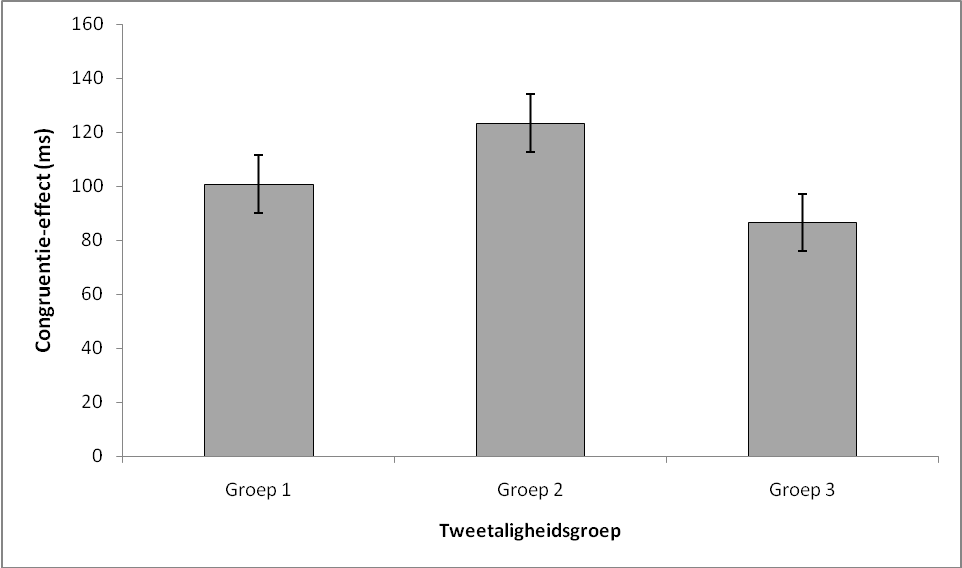 160
140
120
100
80
60
40
20
0
Congruentie-effect (ms)
Groep 1
Groep 2
Groep 3
Tweetaligheidsgroep